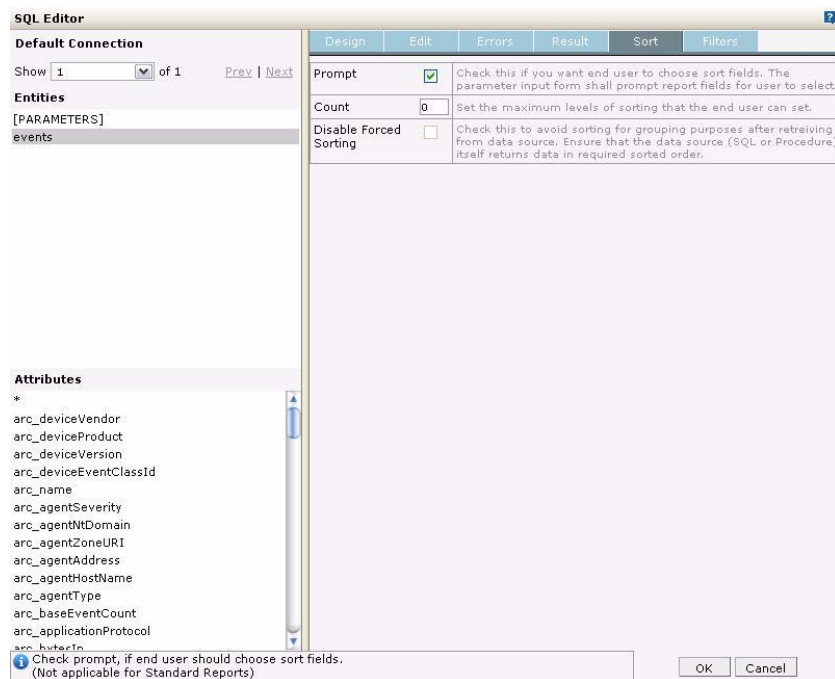 SQL Editor
?
Default Connection
Show 1 of 1 Prev | Next
Entities
[PARAMETERS]
events
Attributes
*
arc_deviceVendor
arc_deviceProduct
arc_deviceVersion
arc_deviceEventClassId
arc_name
arc_agentSeverity
arc_agentNtDomain
arc_agentZoneURI
arc_agentAddress
arc_agentHostName
arc_agentType
arc_baseEventCount
arc_applicationProtocol
arc_bytesIn
Design Edit Errors Result Sort Filters
Prompt
Check this if you want end user to choose sort fields. The
parameter input form shall prompt report fields for user to select
Count 0
Set the maximum levels of sorting that the end user can set.
Disable Forced
Sorting
Check this to avoid sorting for grouping purposes after retreiving
from data source. Ensure that the data source (SQL or Procedure)
itself returns data in required sorted order.
Check prompt, if end user should choose sort fields.
(Not applicable for Standard Reports)
OK Cancel